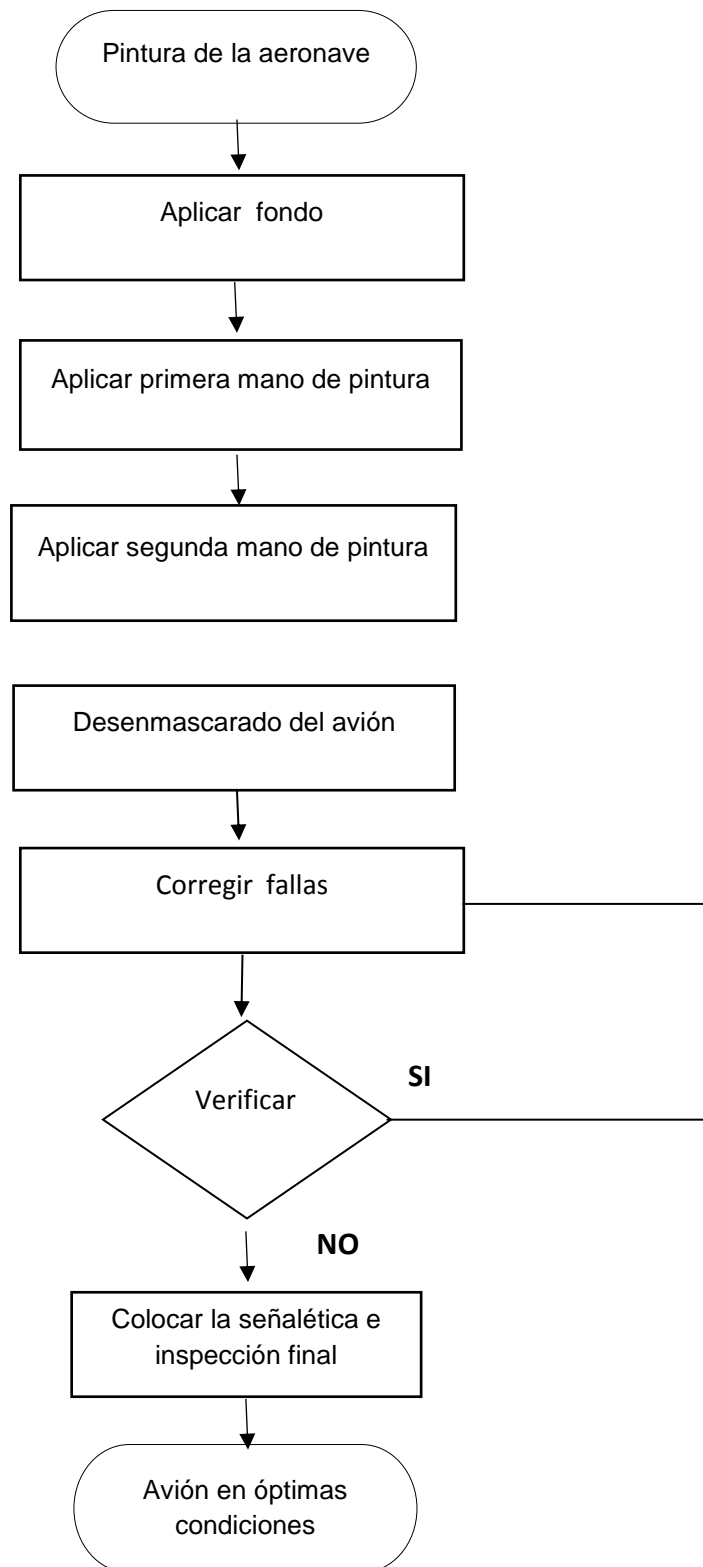 Pintura de la aeronave
Aplicar fondo
Aplicar primera mano de pintura
Aplicar segunda mano de pintura
Desenmascarado del avión
Corregir fallas
Verificar
SI
NO
Colocar la señalética e
inspección final
Avión en óptimas
condiciones